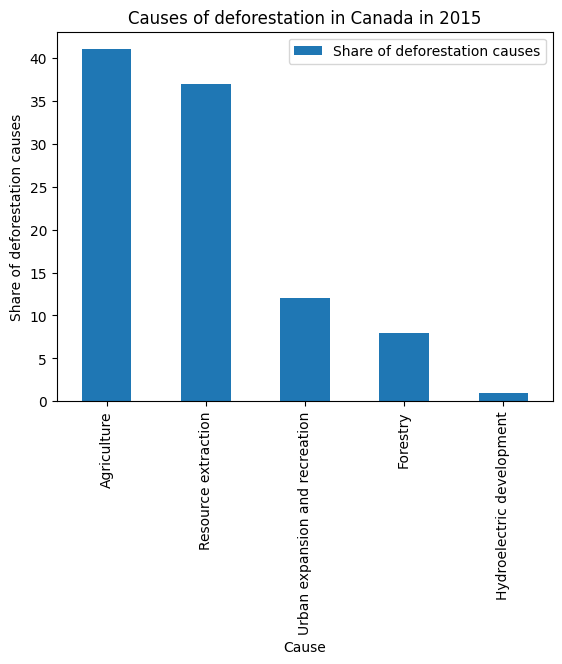 Causes of deforestation in Canada in 2015
Share of deforestation causes
Share of deforestation causes
40
35
30
25
20
15
10
5
0
Agriculture
Resource extraction
Urban expansion and recreation
Forestry
Hydroelectric development
Cause